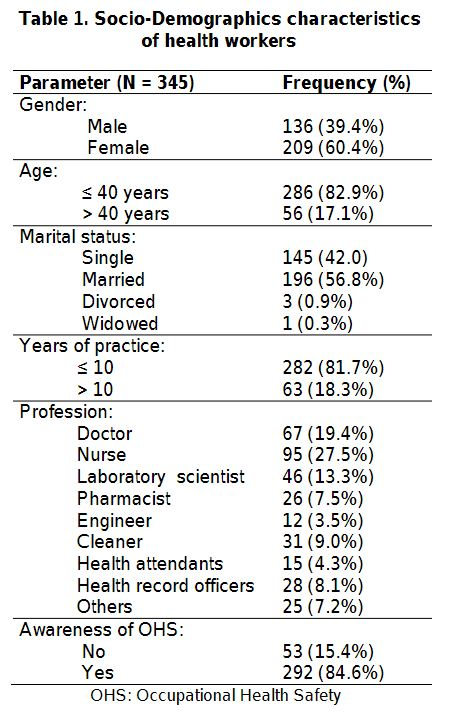 Table 1. Socio-Demographics characteristics
of health workers
Parameter (N = 345) Frequency (%)
Gender:
Male 136 (39.4%)
Female 209 (60.4%)
Age:
≤ 40 years 286 (82.9%)
> 40 years 56 (17.1%)
Marital status:
Single 145 (42.0)
Married 196 (56.8%)
Divorced 3 (0.9%)
Widowed 1 (0.3%)
Years of practice:
≤ 10 282 (81.7%)
> 10 63 (18.3%)
Profession:
Doctor 67 (19.4%)
Nurse 95 (27.5%)
Laboratory scientist 46 (13.3%)
Pharmacist 26 (7.5%)
Engineer 12 (3.5%)
Cleaner 31 (9.0%)
Health attendants 15 (4.3%)
Health record officers 28 (8.1%)
Others 25 (7.2%)
Awareness of OHS:
No 53 (15.4%)
Yes 292 (84.6%)
OHS: Occupational Health Safety